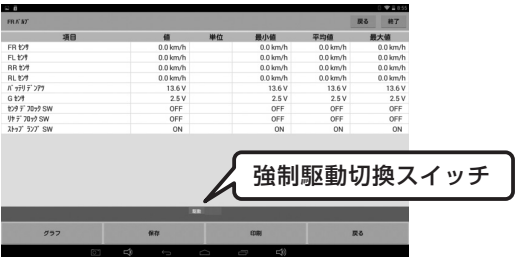 8:55
FR バルブ 戻る 終了
項目 値 単位 最小値 平均値 最大値
FR センサ 0.0 km/h 0.0 km/h 0.0 km/h 0.0 km/h
FL センサ 0.0 km/h 0.0 km/h 0.0 km/h 0.0 km/h
RR センサ 0.0 km/h 0.0 km/h 0.0 km/h 0.0 km/h
RL センサ 0.0 km/h 0.0 km/h 0.0 km/h 0.0 km/h
バッテリ デンアツ 13.6 V 13.6 V 13.6 V 13.6 V
G センサ 2.5 V 2.5 V 2.5 V 2.5 V
センタ デフロック SW OFF OFF OFF OFF
リヤ デフロック SW OFF OFF OFF OFF
ストップ ランプ SW ON ON ON ON
強制駆動切換スイッチ
駆動
グラフ 保存 印刷 戻る